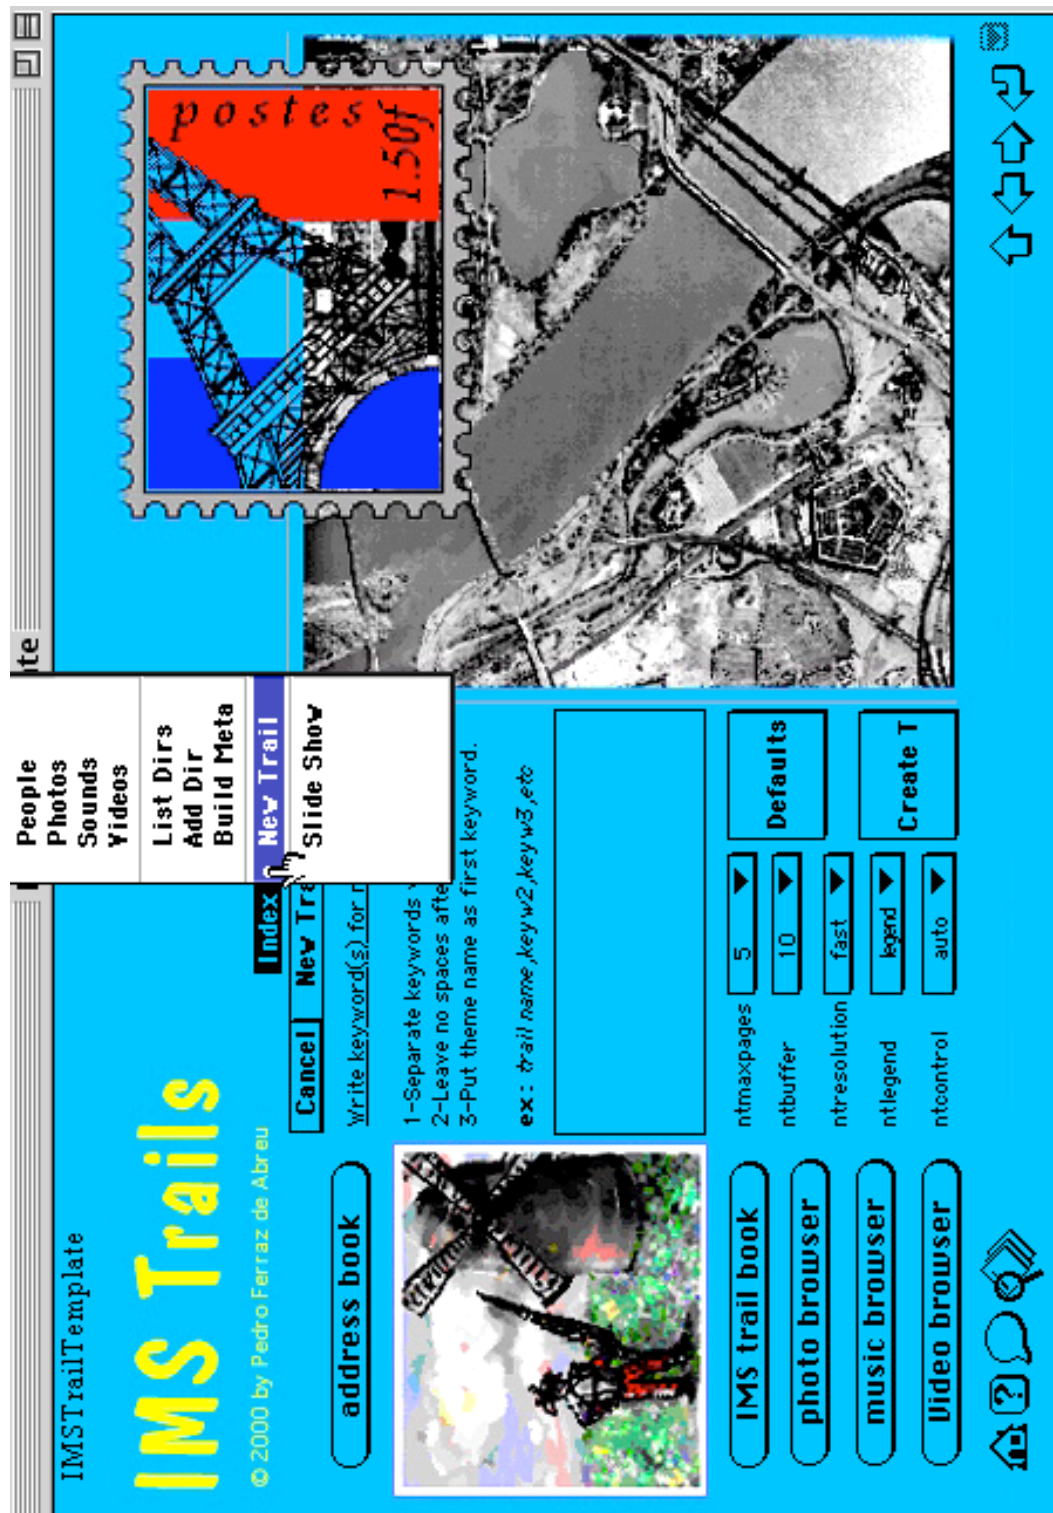 ite
IMSTrailTemplate
IMS Trails
© 2000 by Pedro Ferraz de Abreu
People
Photos
Sounds
Videos
List Dirs
Add Dir
Build Meta
Index
New Trail
Slide Show
postes
1.50f
address book
Cancel
New Tra
Write keyword(s) for n
1-Separate keywords
2-Leave no spaces afte
3-Put theme name as first keyword.
ex: trail name,keyw2,keyw3,etc
IMS trail book
photo browser
music browser
Video browser
ntmaxpages 5
ntbuffer 10
ntresolution fast
ntlegend legend
ntcontrol auto
Defaults
Create T
?